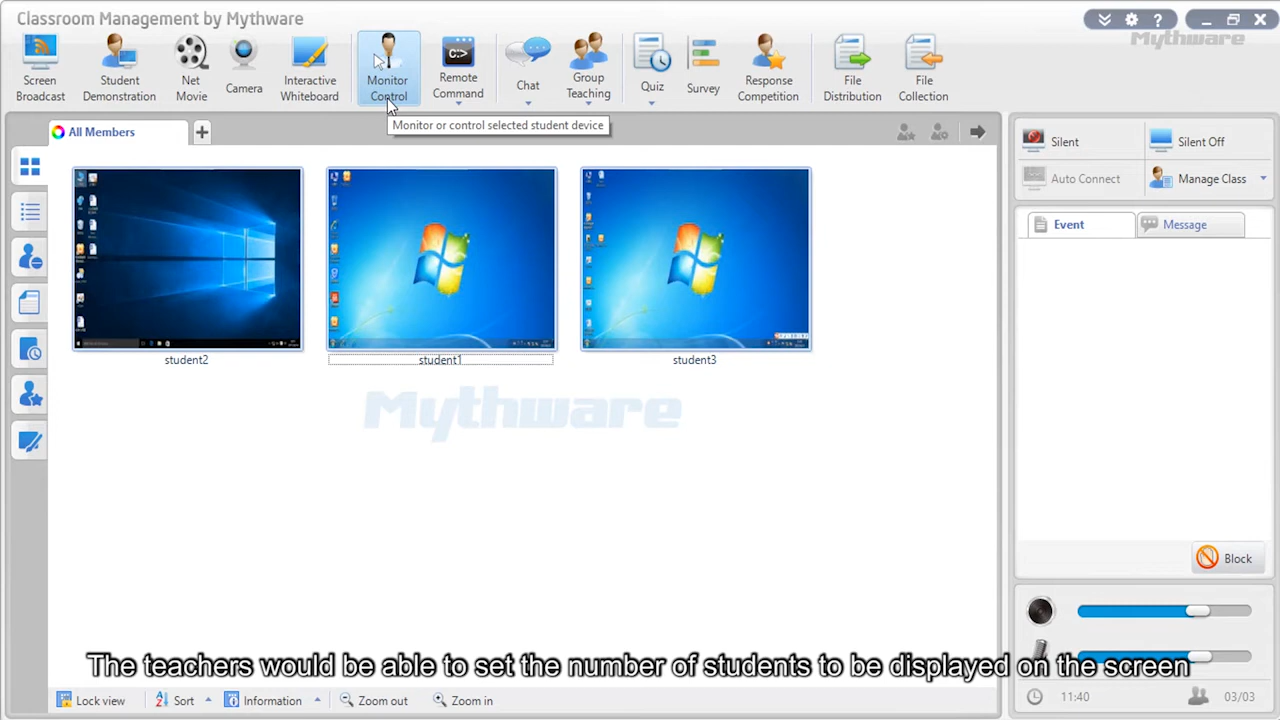 Classroom Management by Mythware
Mythware
Screen Broadcast
Student Demonstration
Net Movie
Camera
Interactive Whiteboard
Monitor Control
Remote Command
Chat
Group Teaching
Quiz
Survey
Response Competition
File Distribution
File Collection
Monitor or control selected student device
All Members
Silent
Silent Off
Auto Connect
Manage Class
Event
Message
student2
student1
student3
Mythware
Block
The teachers would be able to set the number of students to be displayed on the screen
Lock view
Sort
Information
Zoom out
Zoom in
11:40
03/03